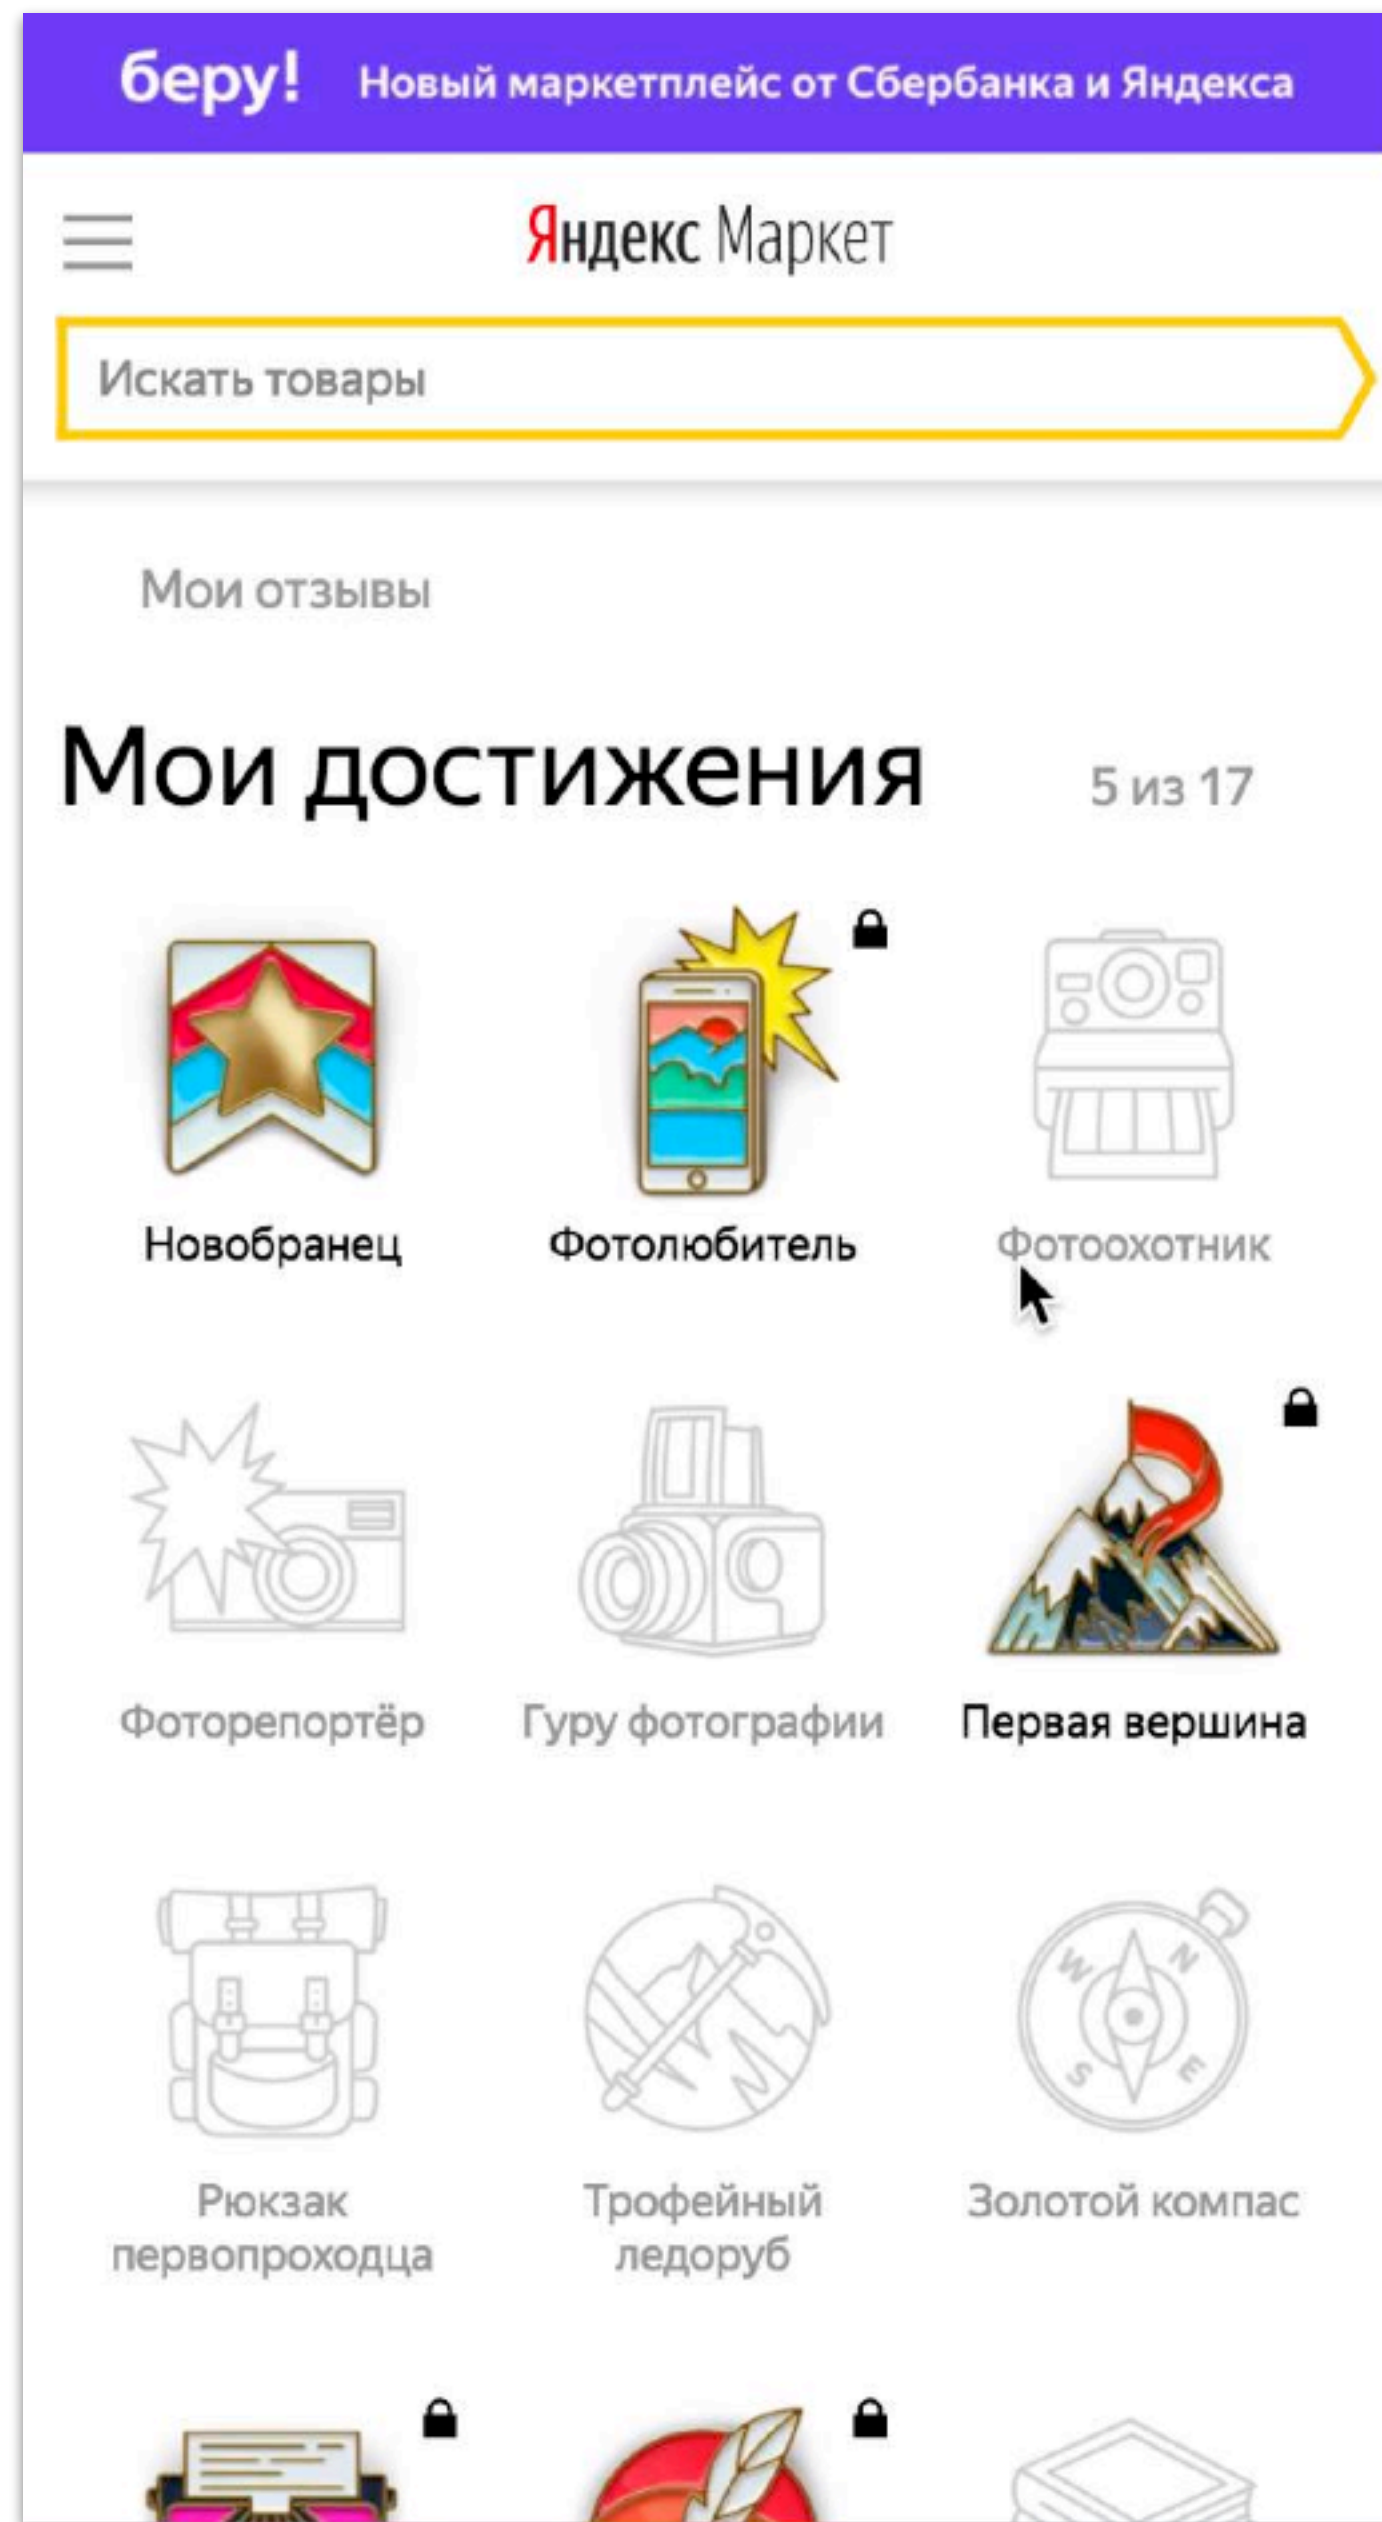 беру! Новый маркетплейс от Сбербанка и Яндекса
Яндекс Маркет
Искать товары
Мои отзывы
Мои достижения 5 из 17
Новобранец Фотолюбитель Фотоохотник
Фоторепортёр Гуру фотографии Первая вершина
W N
S E
Рюкзак
первопроходца
Трофейный
ледоруб
Золотой компас